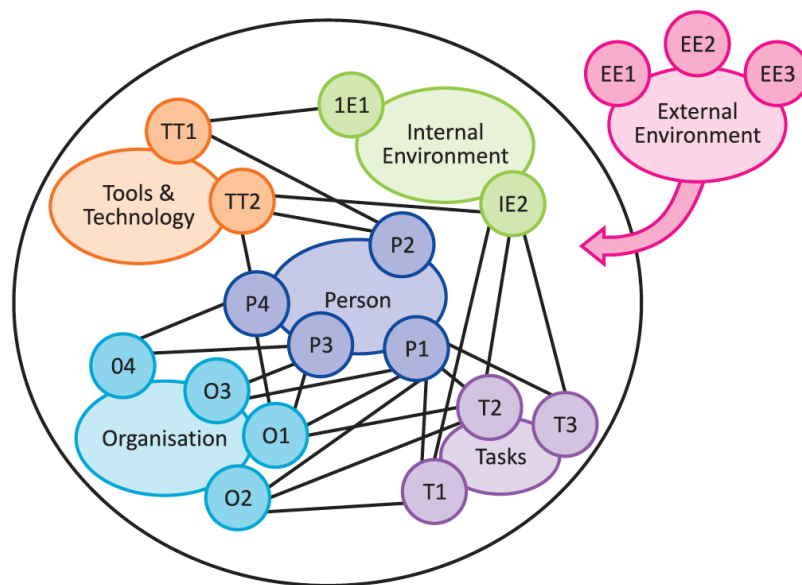 EE2
EE1
EE3
External
Environment
1E1
TT1
Internal
Environment
Tools &
Technology
TT2
IE2
P2
P4
Person
P3
P1
04
O3
T2
T3
Organisation
O1
Tasks
O2
T1